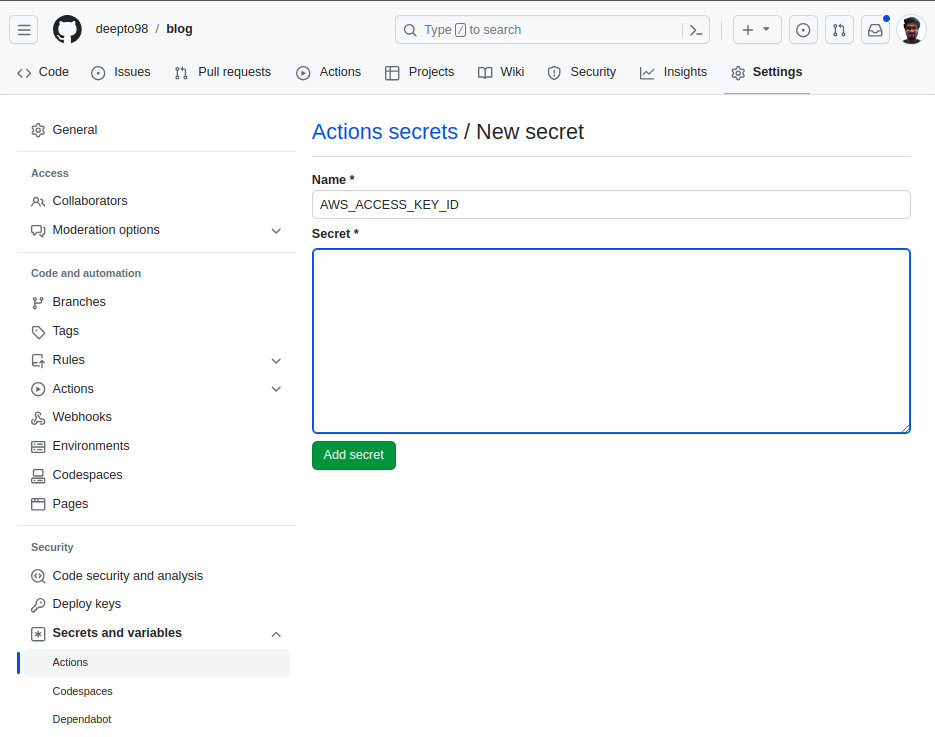 deepto98 / blog
Type / to search
Code Issues Pull requests Actions Projects Wiki Security Insights Settings
General
Access
Collaborators
Moderation options
Code and automation
Branches
Tags
Rules
Actions
Webhooks
Environments
Codespaces
Pages
Security
Code security and analysis
Deploy keys
Secrets and variables
Actions
Codespaces
Dependabot
Actions secrets / New secret
Name *
AWS_ACCESS_KEY_ID
Secret *
Add secret